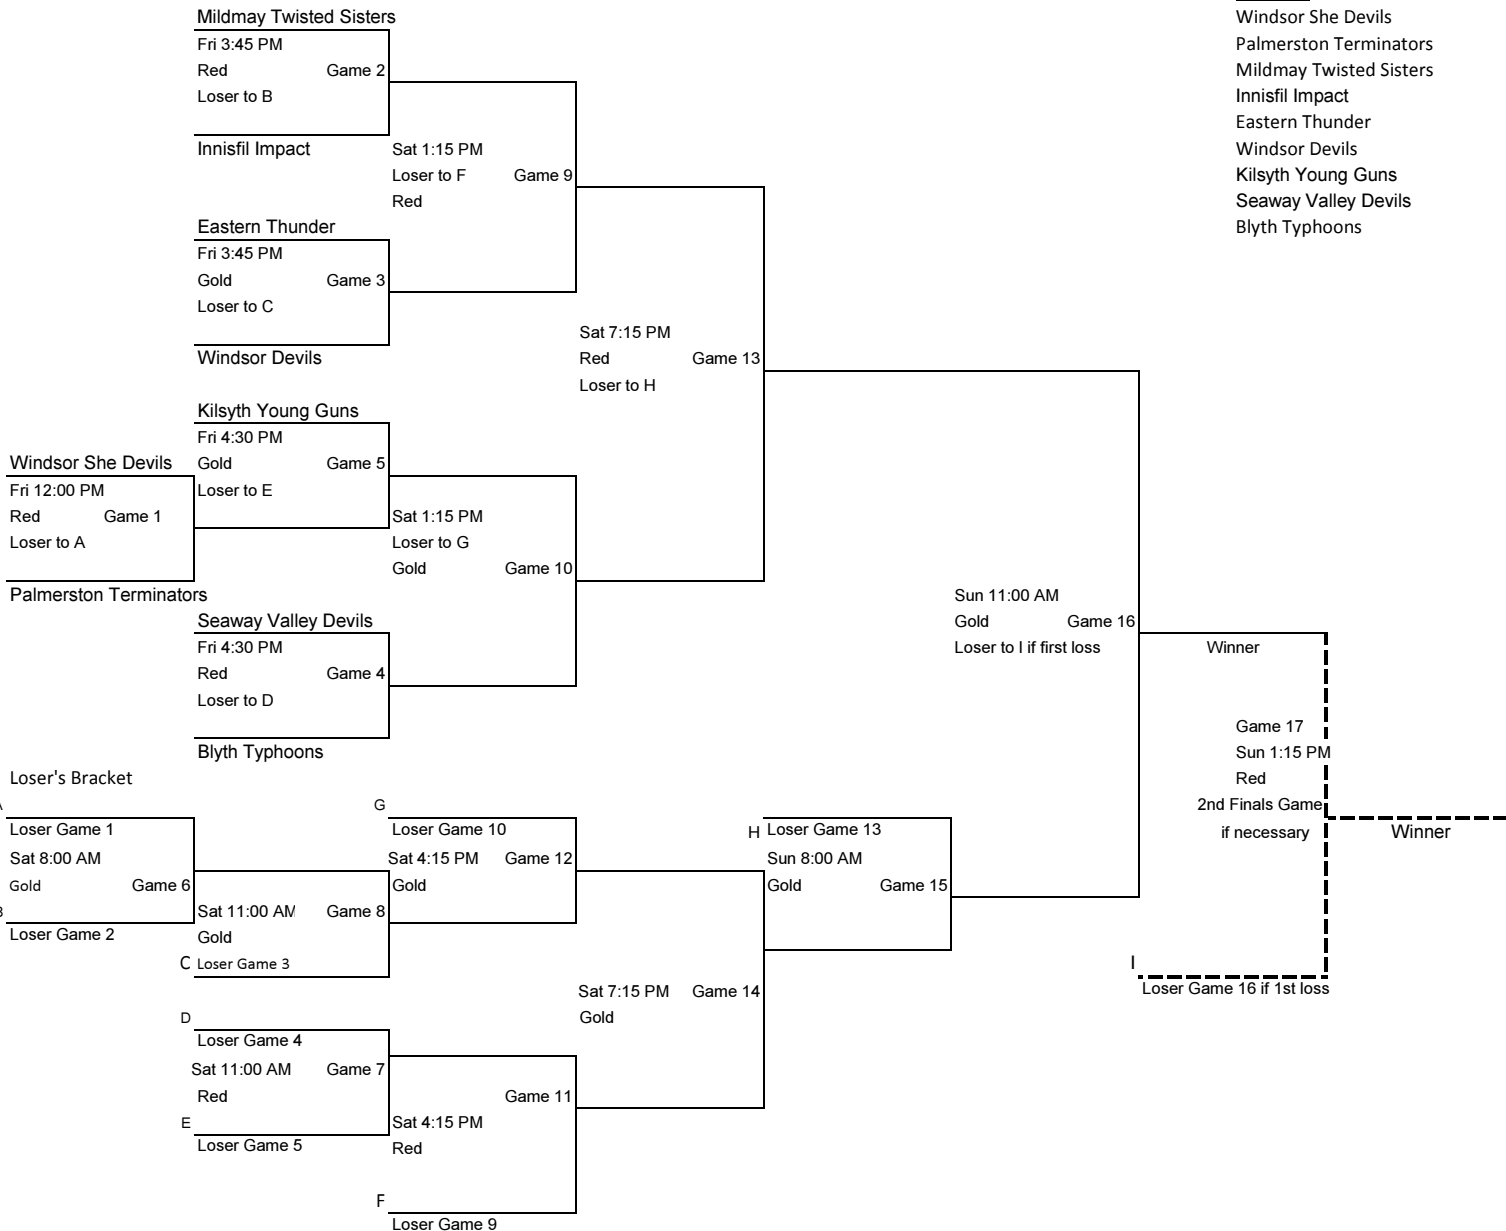 Mildmay Twisted Sisters
Fri 3:45 PM
Red Game 2
Loser to B
Innisfil Impact
Sat 1:15 PM
Loser to F Game 9
Red
Eastern Thunder
Fri 3:45 PM
Gold Game 3
Loser to C
Windsor Devils
Sat 7:15 PM
Red Game 13
Loser to H
Kilsyth Young Guns
Fri 4:30 PM
Gold Game 5
Loser to E
Windsor She Devils
Fri 12:00 PM
Red Game 1
Loser to A
Palmerston Terminators
Sat 1:15 PM
Loser to G
Gold Game 10
Seaway Valley Devils
Fri 4:30 PM
Red Game 4
Loser to D
Blyth Typhoons
Sun 11:00 AM
Gold Game 16
Loser to I if first loss
Winner
Game 17
Sun 1:15 PM
Red
2nd Finals Game
if necessary
Winner
Windsor She Devils
Palmerston Terminators
Mildmay Twisted Sisters
Innisfil Impact
Eastern Thunder
Windsor Devils
Kilsyth Young Guns
Seaway Valley Devils
Blyth Typhoons
Loser's Bracket
Loser Game 1
Sat 8:00 AM
Gold Game 6
Loser Game 2
Sat 11:00 AM Game 8
Gold
C Loser Game 3
G
Loser Game 10
Sat 4:15 PM Game 12
Gold
H Loser Game 13
Sun 8:00 AM
Gold Game 15
D
Loser Game 4
Sat 11:00 AM Game 7
Red
E
Loser Game 5
Game 11
Sat 4:15 PM
Red
F
Loser Game 9
Sat 7:15 PM Game 14
Gold
I
Loser Game 16 if 1st loss